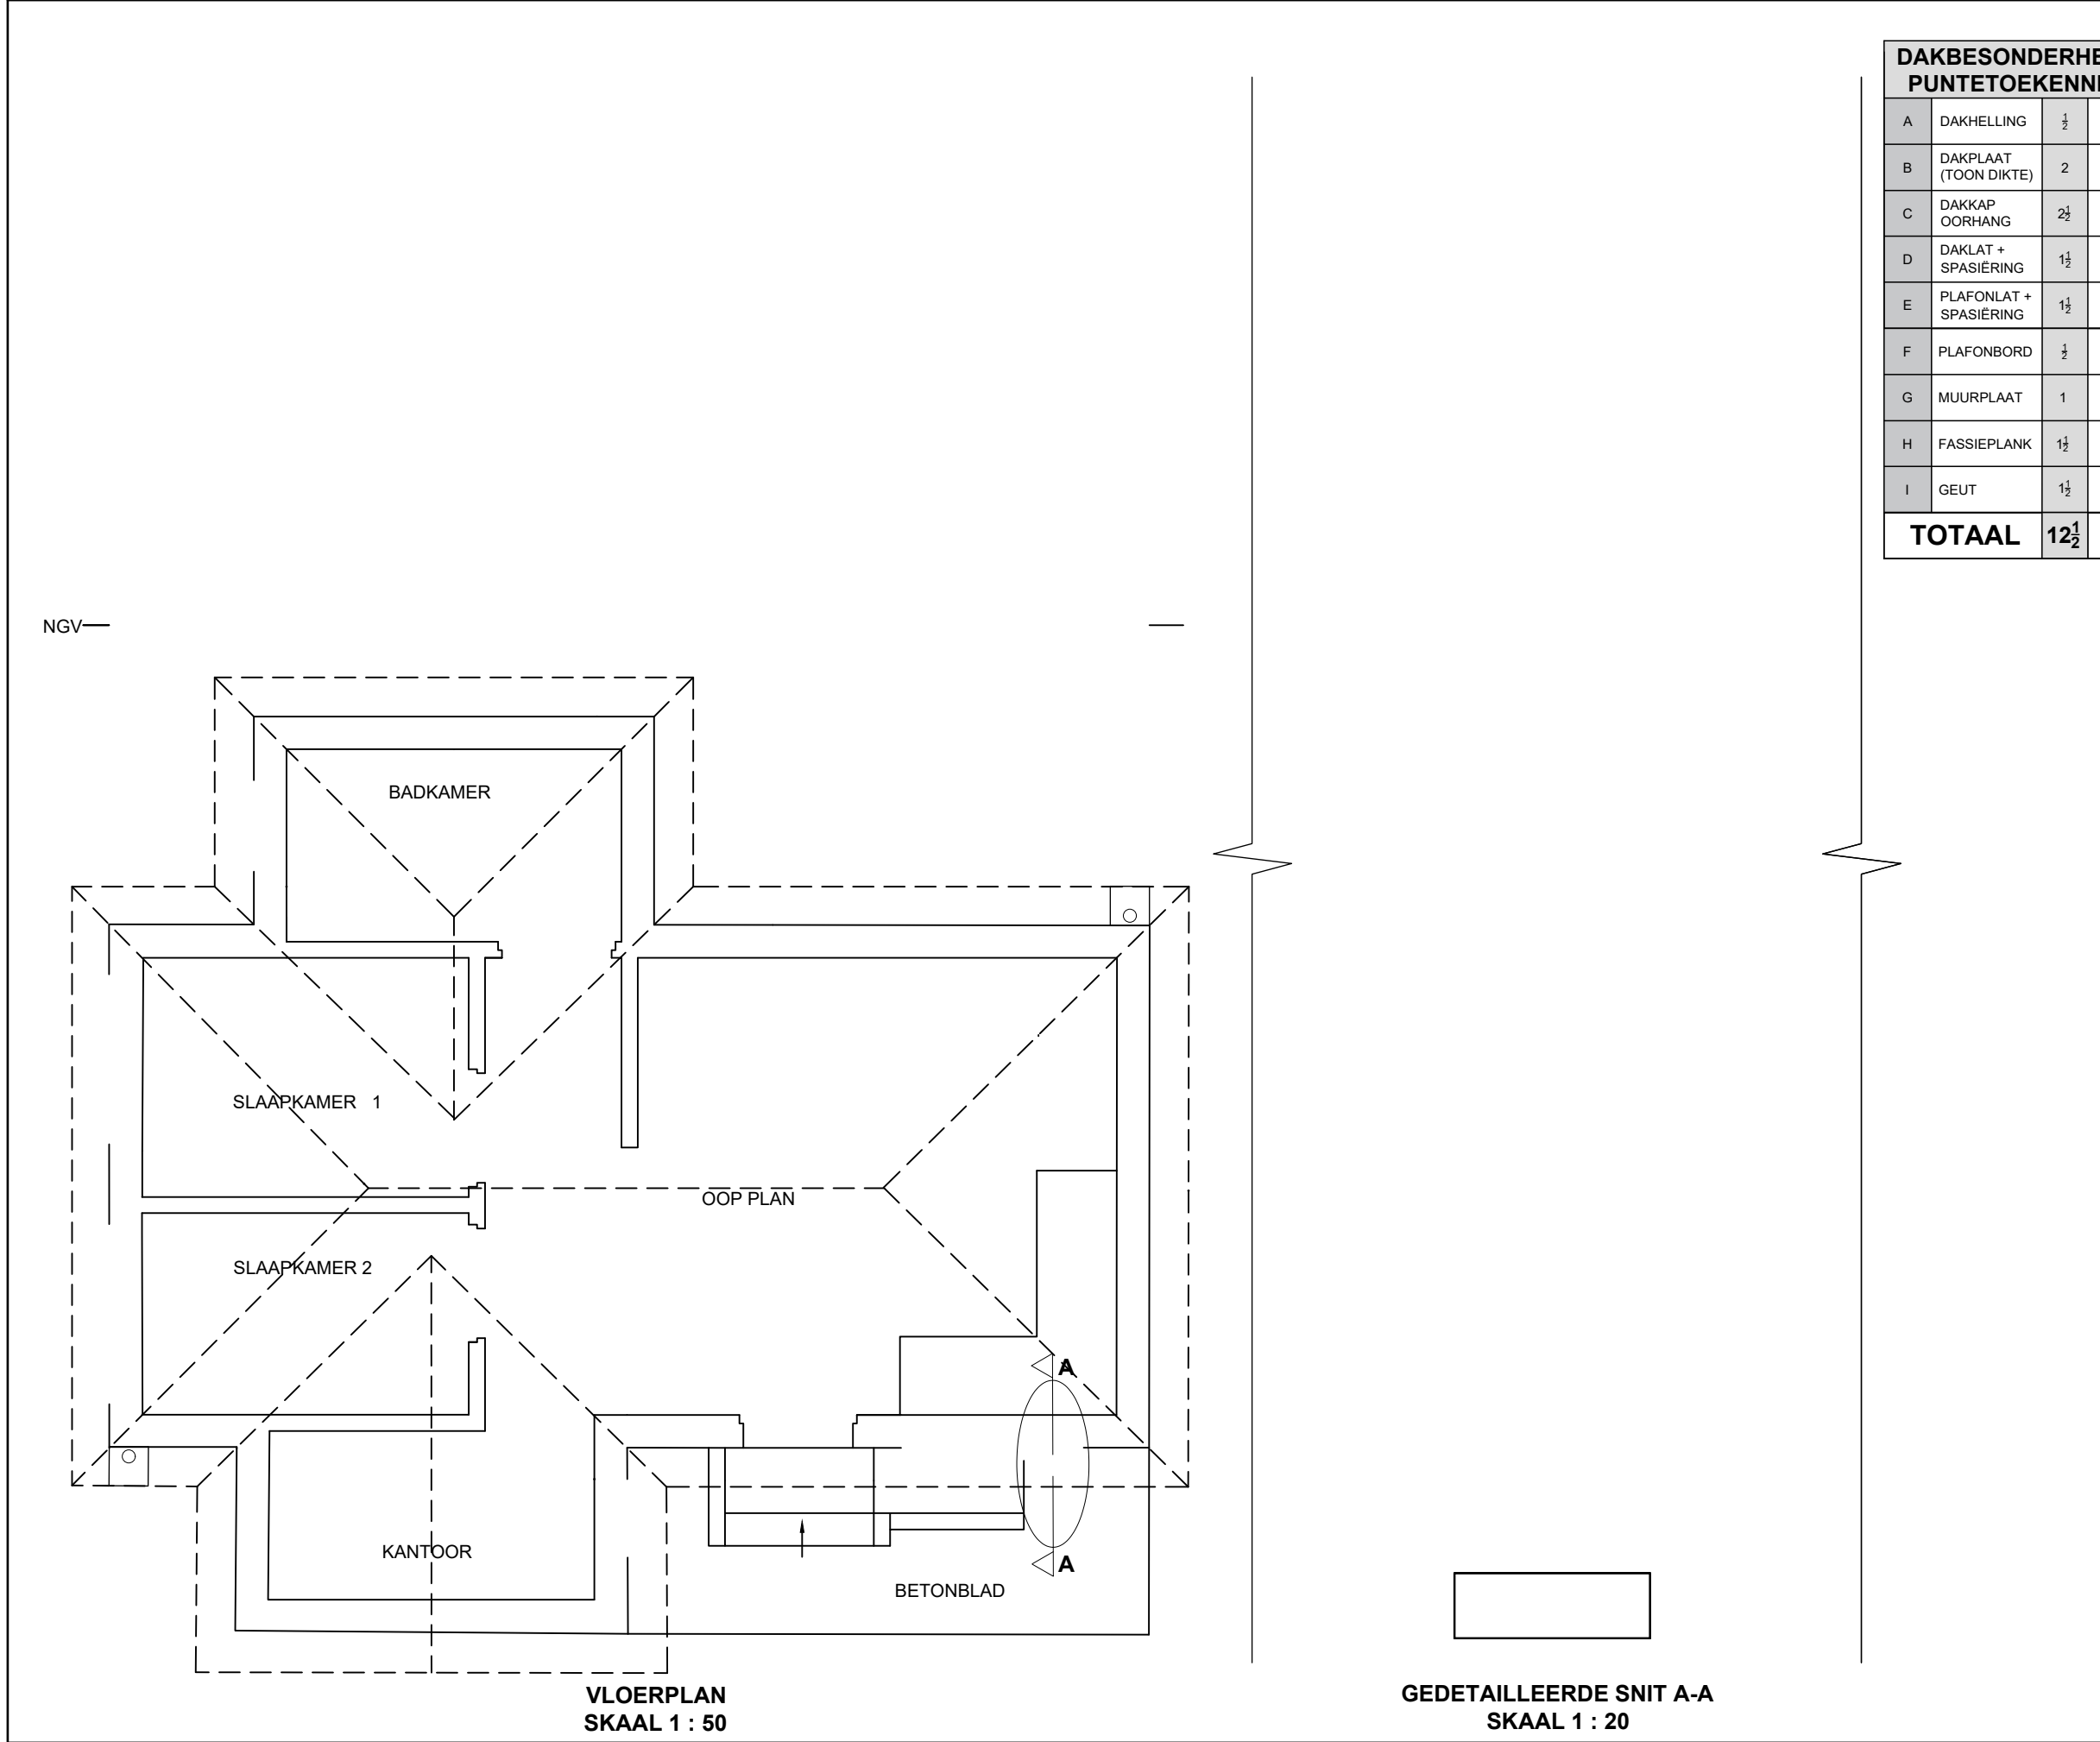 DAKBESONDERHE
PUNTETOEKENN
A DAKHELLING ½
B DAKPLAAT (TOON DIKTE) 2
C DAKKAP OORHANG 2½
D DAKLAT + SPASIËRING 1½
E PLAFONLAT + SPASIËRING 1½
F PLAFONBORD ½
G MUURPLAAT 1
H FASSIEPLANK 1½
I GEUT 1½
TOTAAL 12½
NGV
BADKAMER
SLAAPKAMER 1
OOP PLAN
SLAAPKAMER 2
A
KANTOOR
A
BETONBLAD
VLOERPLAN
SKAAL 1 : 50
GEDETAILLEERDE SNIT A-A
SKAAL 1 : 20